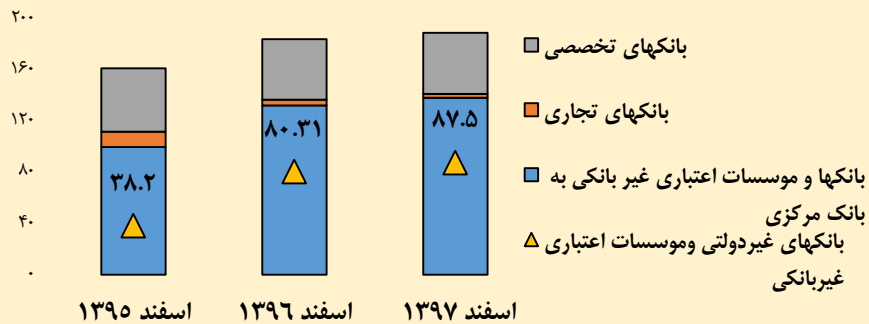 ۲۰۰
۱۶۰
۱۲۰
۸۰
۴۰
۰
۳۸.۲
۸۰.۳۱
۸۷.۵
اسفند ۱۳۹۵
اسفند ۱۳۹۶
اسفند ۱۳۹۷
بانکهای تخصصی
بانکهای تجاری
بانکها و موسسات اعتباری غیر بانکی به
بانک مرکزی
بانکهای غیردولتی وموسسات اعتباری
غیربانکی